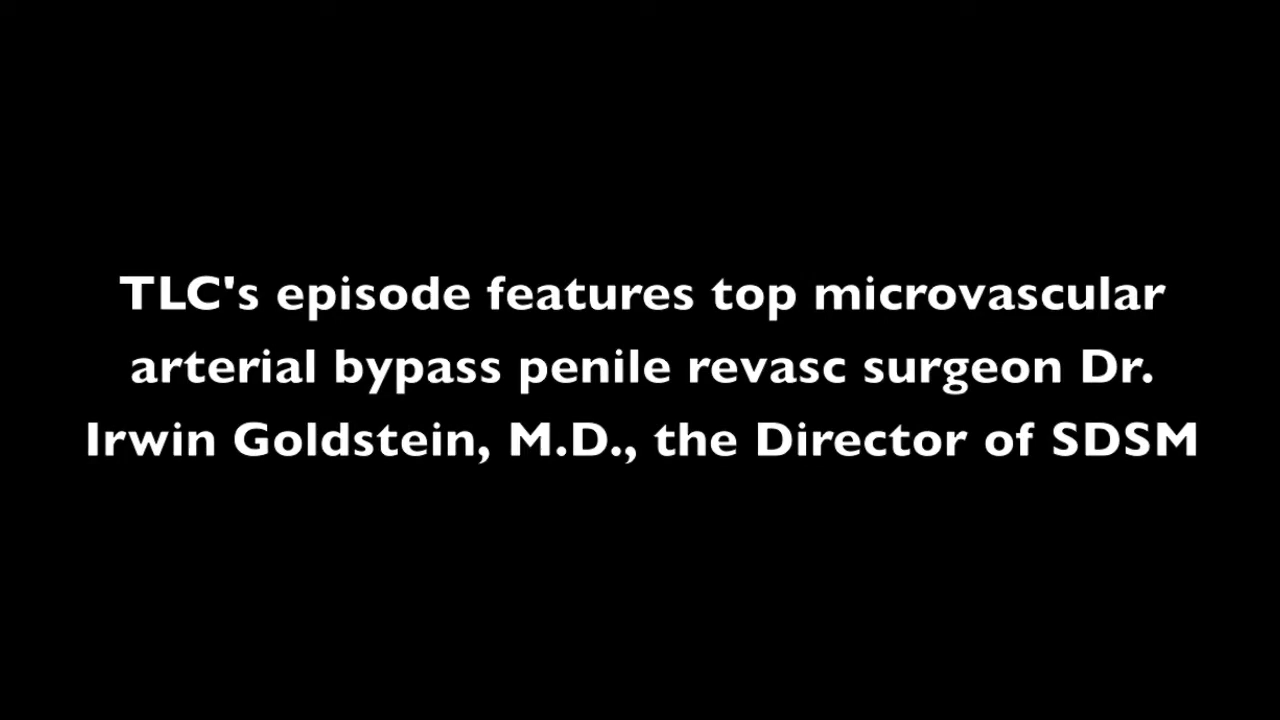 TLC's episode features top microvascular
arterial bypass penile revasc surgeon Dr.
Irwin Goldstein, M.D., the Director of SDSM